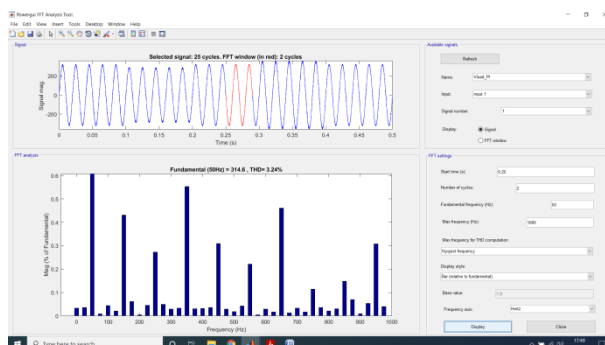 Powergui FFT Analysis Tool.
File Edit View Insert Tools Desktop Window Help
Signal
Selected signal: 25 cycles. FFT window (in red): 2 cycles
Signal mag.
200
0
-200
0 0.05 0.1 0.15 0.2 0.25 0.3 0.35 0.4 0.45 0.5
Time (s)
FFT analysis
Fundamental (50Hz) = 314.6 , THD= 3.24%
Mag (% of Fundamental)
0.6
0.5
0.4
0.3
0.2
0.1
0
0 100 200 300 400 500 600 700 800 900 1000
Frequency (Hz)
Available signals
Refresh
Name:
Input: input 1
Signal number: 1
Display: Signal
FFT window
FFT settings
Start time (s): 0.25
Number of cycles: 2
Fundamental frequency (Hz): 50
Max frequency (Hz): 1000
Max frequency for THD computation:
Nyquist frequency
Display style:
Bar (relative to fundamental)
Base value: 1.0
Frequency axis: Hertz
Display Close
Type here to search
17:46